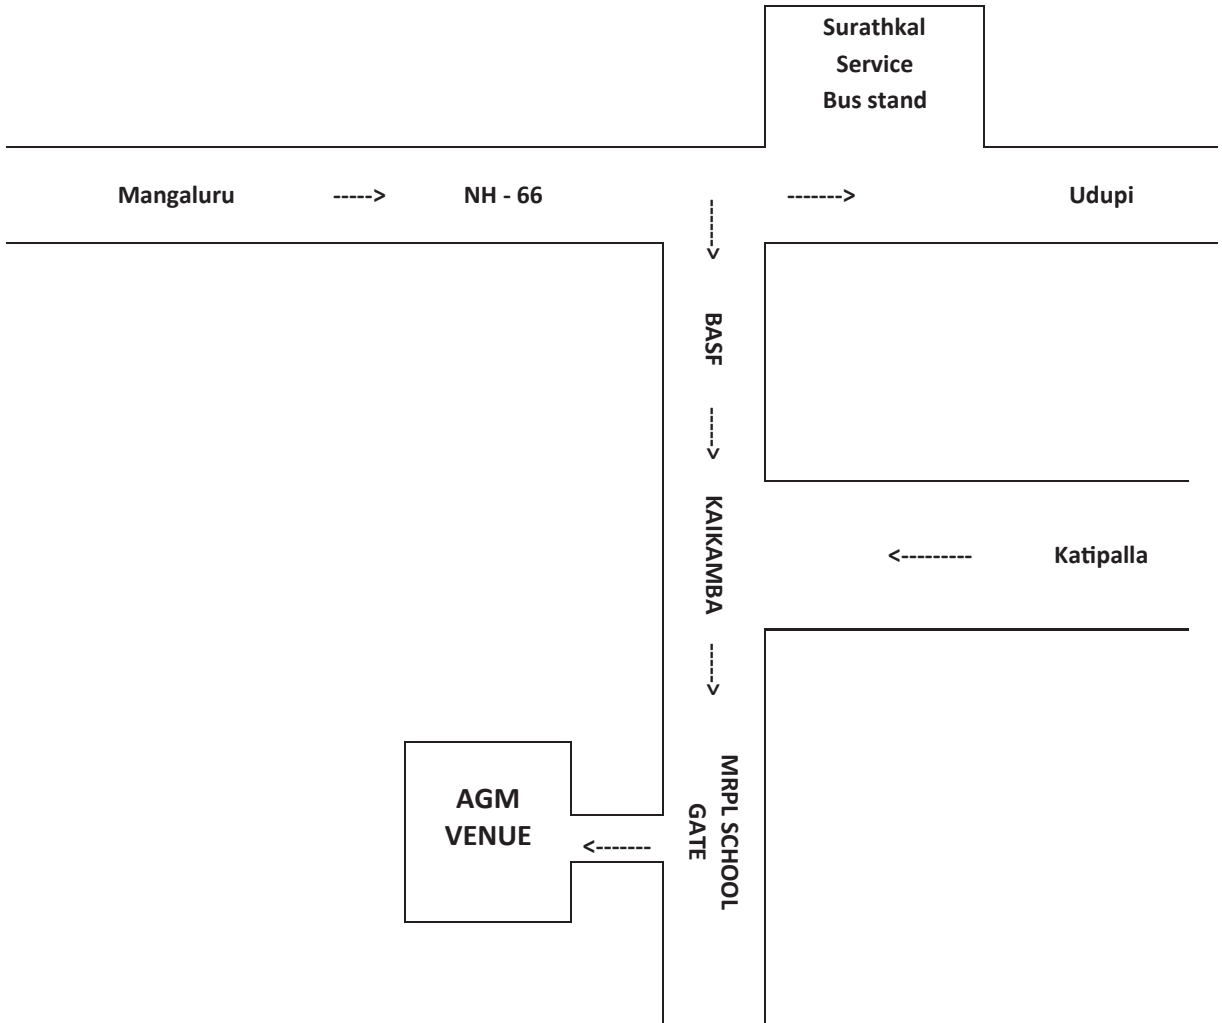 Surathkal
Service
Bus stand
Mangaluru -----> NH - 66 -------> Udupi
------>
BASF
------>
KAIKAMBA
<--------- Katipalla
------>
MRPL SCHOOL
GATE
AGM
VENUE
<-------